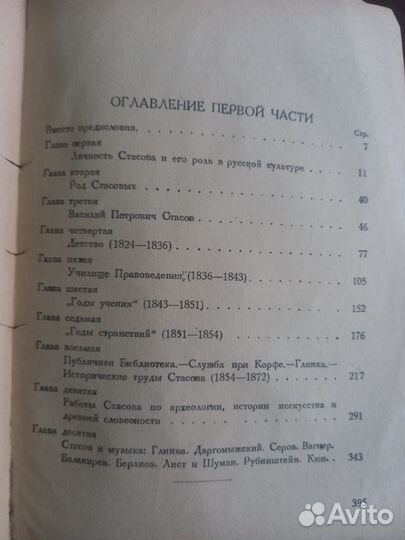 ОГЛАВЛЕНИЕ ПЕРВОЙ ЧАСТИ
Стр.
Вместо предисловия. 7
Глава первая
Личность Стасова и его роль в русской культуре 11
Глава вторая
Род Стасовых 40
Глава третья
Василий Петрович Стасов 46
Глава четвертая
Детство (1824—1836) 77
Глава пятая
Училище Правоведения (1836—1843) 105
Глава шестая
„Годы учения" (1843—1851) 152
Глава седьмая
„Годы странствий" (1851—1854) 176
Глава восьмая
Публичная Библиотека.—Служба при Корфе.—Глинка.—
Исторические труды Стасова (1854—1872) 217
Глава девятая
Работы Стасова по археологии, истории искусства и
древней словесности 291
Глава десятая
Стасов и музыка: Глинка. Даргомыжский. Серов. Вагнер.
Балакирев. Берлиоз. Лист и Шуман. Рубинштейн. Кюи. 343
395
Avito